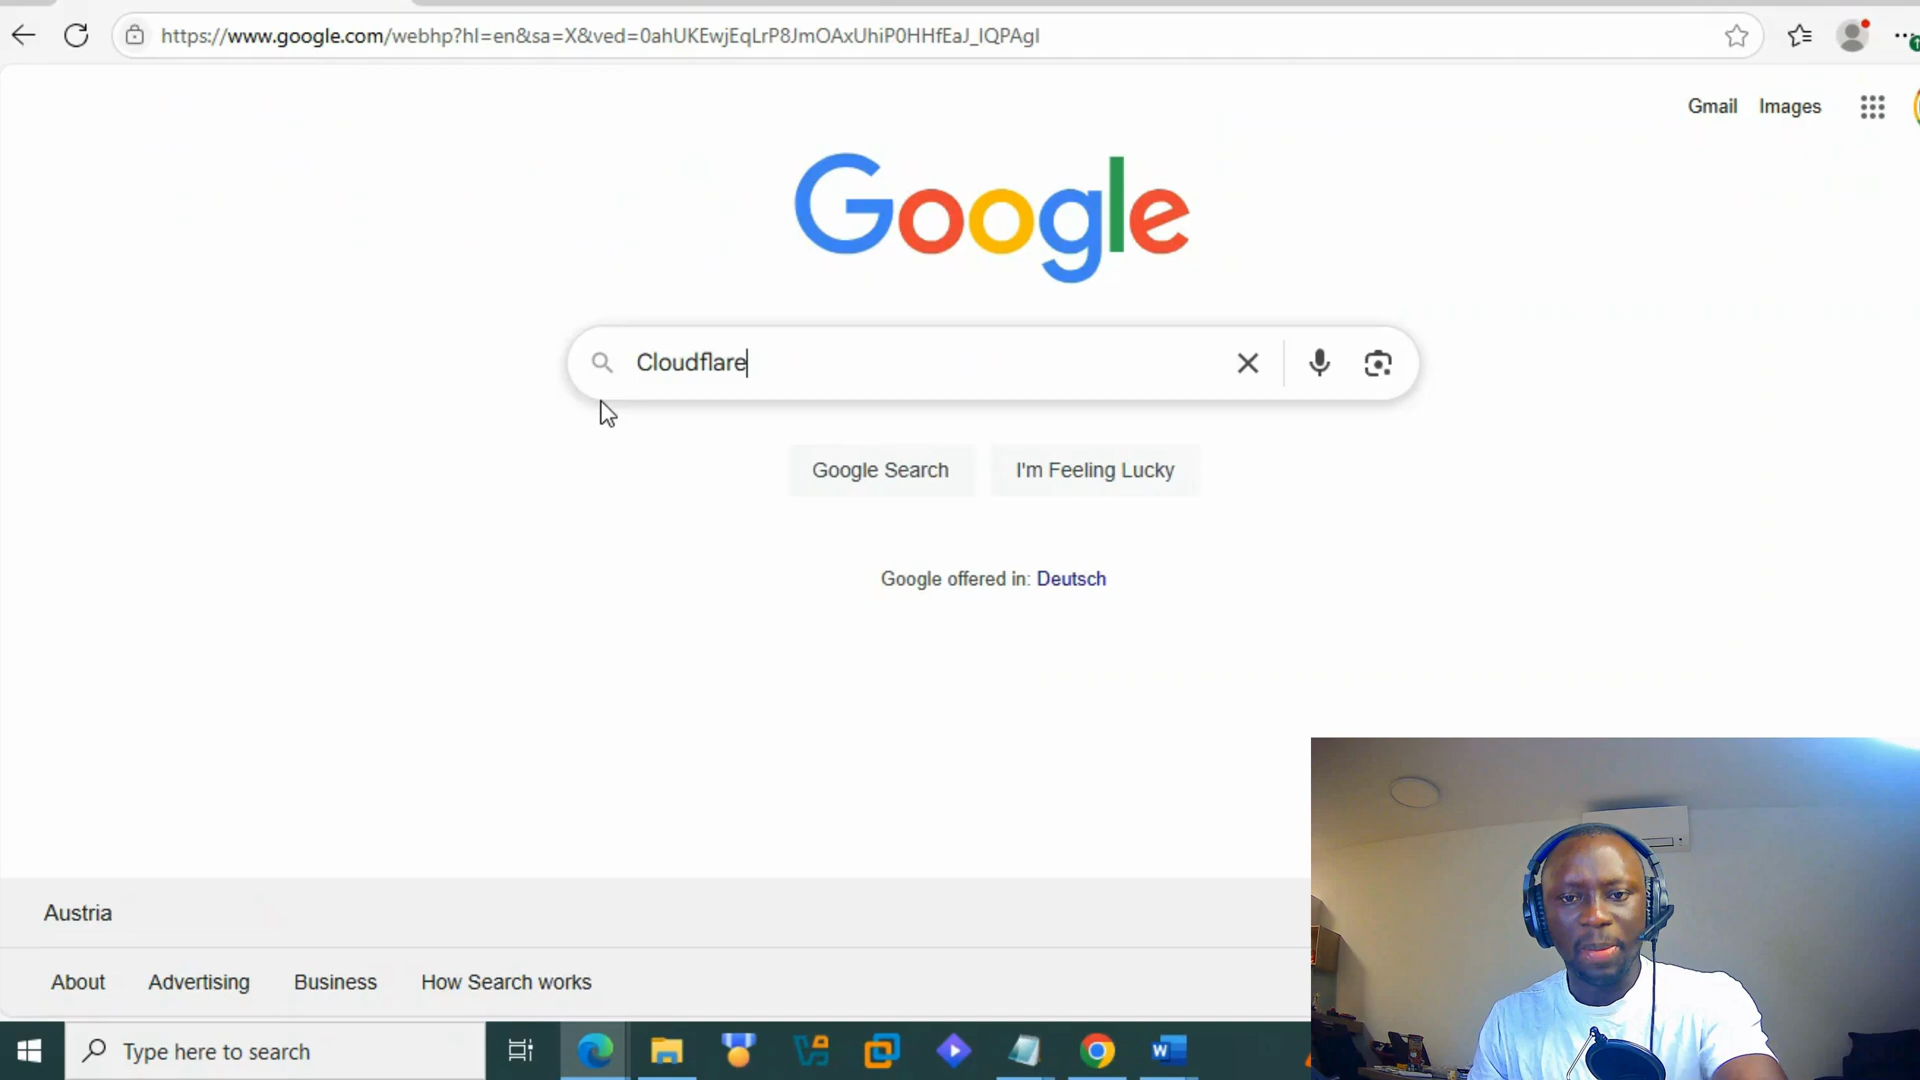 https://www.google.com/webhp?hl=en&sa=X&ved=0ahUKEwjEqLrP8JmOAxUhiP0HHfEaJ_IQPAgI
Gmail Images
Google
Cloudflare
Google Search I'm Feeling Lucky
Google offered in: Deutsch
Austria
About Advertising Business How Search works
Type here to search